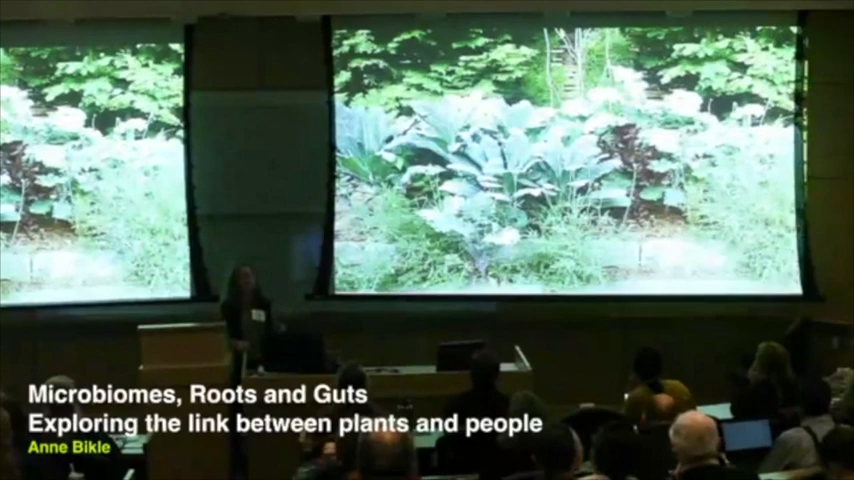 Microbiomes, Roots and Guts
Exploring the link between plants and people
Anne Bikle